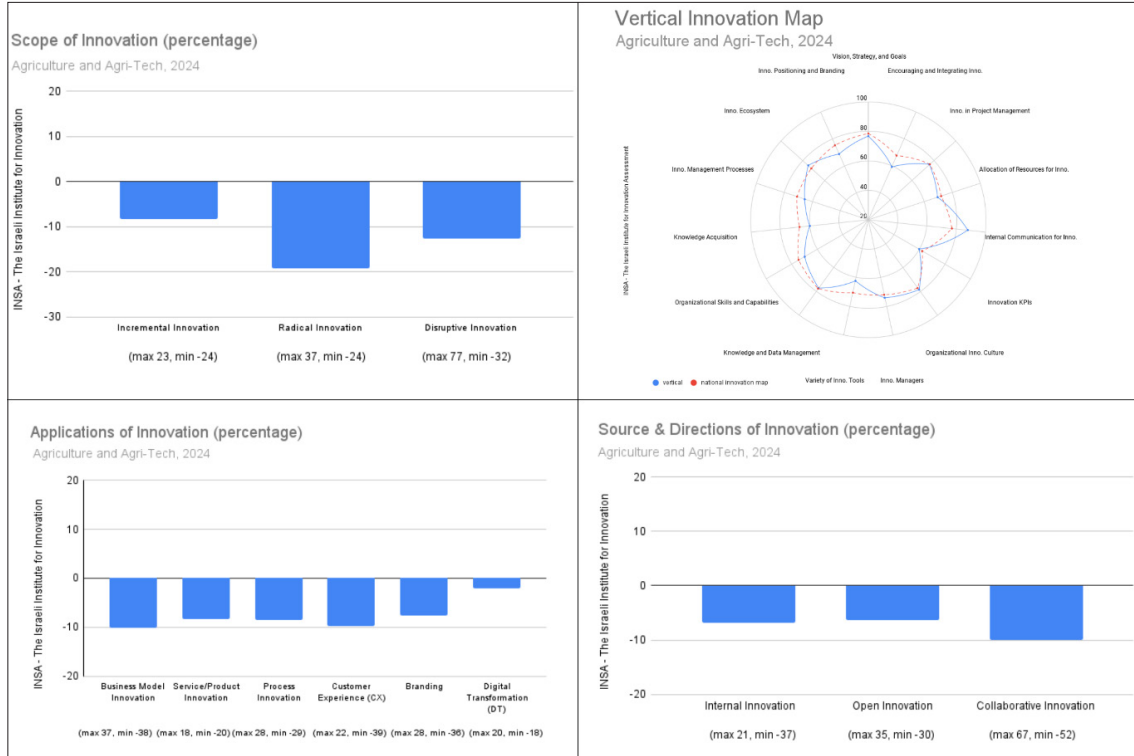 Scope of Innovation (percentage)
Agriculture and Agri-Tech, 2024
INSA - The Israeli Institute for Innovation
20
10
0
-10
-20
-30
Incremental Innovation
Radical Innovation
Disruptive Innovation
(max 23, min -24)
(max 37, min -24)
(max 77, min -32)
Vertical Innovation Map
Agriculture and Agri-Tech, 2024
INSA - The Israeli Institute for Innovation Assessment
Vision, Strategy, and Goals
Inno. Positioning and Branding
Encouraging and Integrating Inno.
Inno. Ecosystem
Inno. in Project Management
Inno. Management Processes
Allocation of Resources for Inno.
Knowledge Acquisition
Internal Communication for Inno.
Organizational Skills and Capabilities
Innovation KPIs
Knowledge and Data Management
Organizational Inno. Culture
Variety of Inno. Tools
Inno. Managers
100
80
60
40
20
vertical
national innovation map
Applications of Innovation (percentage)
Agriculture and Agri-Tech, 2024
INSA - The Israeli Institute for Innovation
20
10
0
-10
-20
Business Model
Innovation
Service/Product
Innovation
Process
Innovation
Customer
Experience (CX)
Branding
Digital
Transformation
(DT)
(max 37, min -38)
(max 18, min -20)
(max 28, min -29)
(max 22, min -39)
(max 28, min -36)
(max 20, min -18)
Source & Directions of Innovation (percentage)
Agriculture and Agri-Tech, 2024
INSA - The Israeli Institute for Innovation
20
10
0
-10
-20
Internal Innovation
Open Innovation
Collaborative Innovation
(max 21, min -37)
(max 35, min -30)
(max 67, min -52)